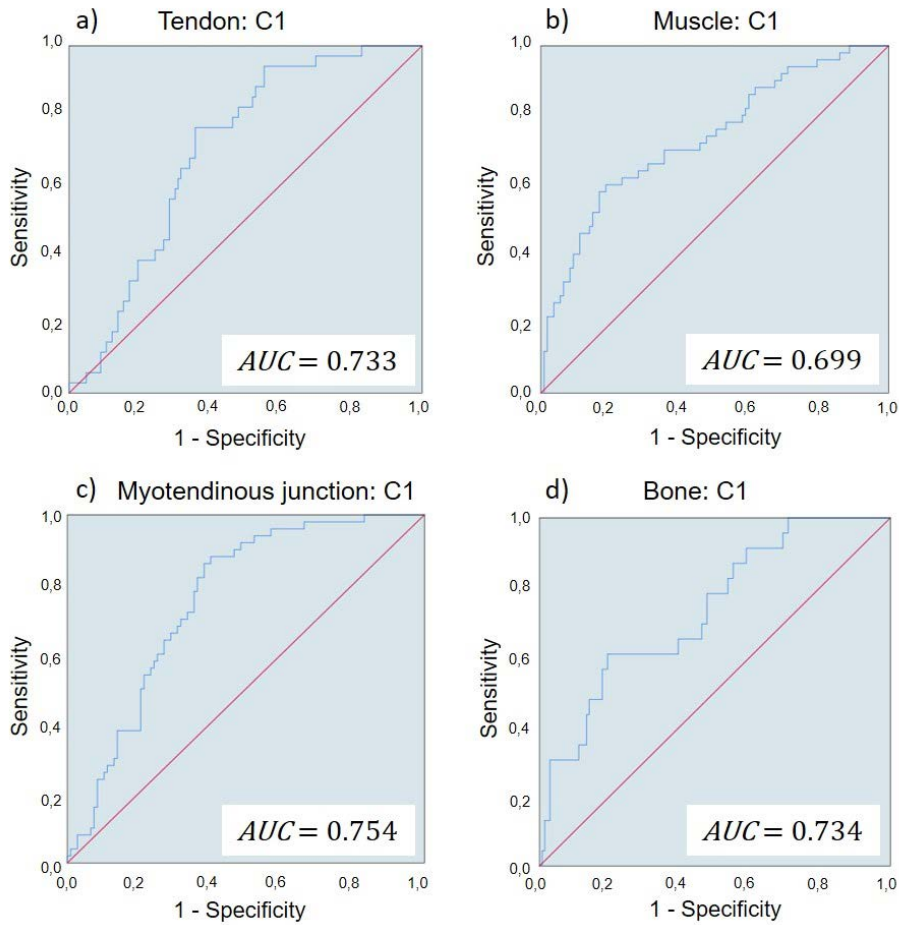 a) Tendon: C1
1,0
0,8
0,6
0,4
0,2
0,0
Sensitivity
AUC = 0.733
0,0 0,2 0,4 0,6 0,8 1,0
1 - Specificity
b) Muscle: C1
1,0
0,8
0,6
0,4
0,2
0,0
Sensitivity
AUC = 0.699
0,0 0,2 0,4 0,6 0,8 1,0
1 - Specificity
c) Myotendinous junction: C1
1,0
0,8
0,6
0,4
0,2
0,0
Sensitivity
AUC = 0.754
0,0 0,2 0,4 0,6 0,8 1,0
1 - Specificity
d) Bone: C1
1,0
0,8
0,6
0,4
0,2
0,0
Sensitivity
AUC = 0.734
0,0 0,2 0,4 0,6 0,8 1,0
1 - Specificity